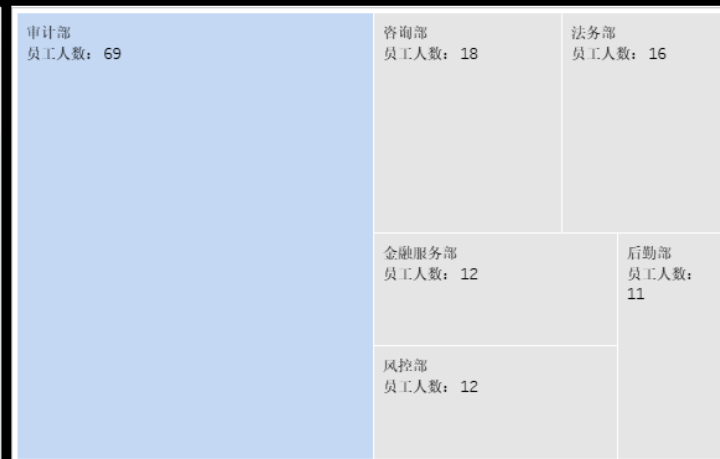 审计部
员工人数: 69
咨询部
员工人数: 18
法务部
员工人数: 16
金融服务部
员工人数: 12
后勤部
员工人数:
11
风控部
员工人数: 12